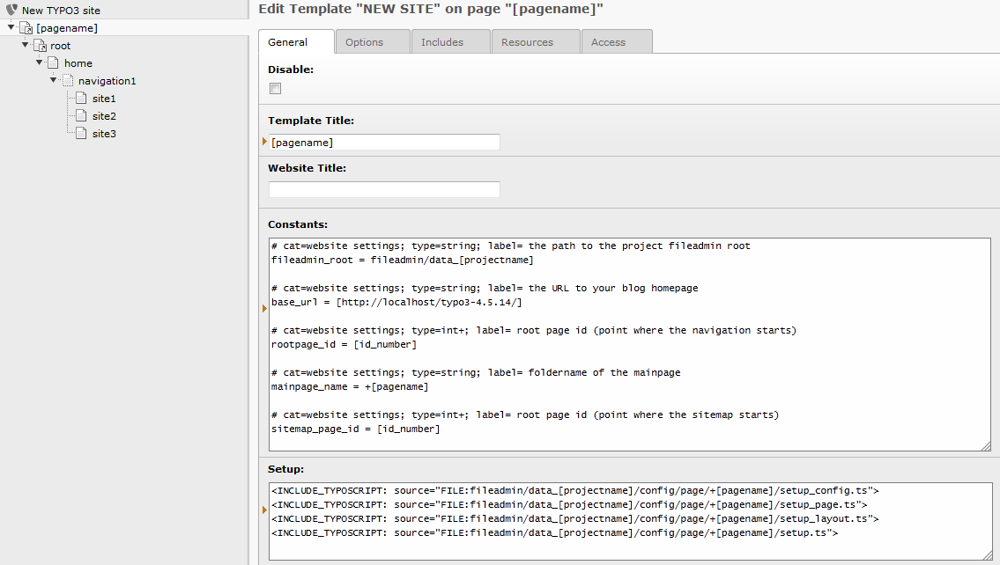 New TYPO3 site
[pagename]
root
home
navigation1
site1
site2
site3
Edit Template "NEW SITE" on page "[pagename]"
General
Options
Includes
Resources
Access
Disable:
Template Title:
[pagename]
Website Title:
Constants:
# cat=website settings; type=string; label= the path to the project fileadmin root
fileadmin_root = fileadmin/data_[projectname]
# cat=website settings; type=string; label= the URL to your blog homepage
base_url = [http://localhost/typo3-4.5.14/]
# cat=website settings; type=int+; label= root page id (point where the navigation starts)
rootpage_id = [id_number]
# cat=website settings; type=string; label= foldername of the mainpage
mainpage_name = +[pagename]
# cat=website settings; type=int+; label= root page id (point where the sitemap starts)
sitemap_page_id = [id_number]
Setup:
<INCLUDE_TYPOSCRIPT: source="FILE:fileadmin/data_[projectname]/config/page/+[pagename]/setup_config.ts">
<INCLUDE_TYPOSCRIPT: source="FILE:fileadmin/data_[projectname]/config/page/+[pagename]/setup_page.ts">
<INCLUDE_TYPOSCRIPT: source="FILE:fileadmin/data_[projectname]/config/page/+[pagename]/setup_layout.ts">
<INCLUDE_TYPOSCRIPT: source="FILE:fileadmin/data_[projectname]/config/page/+[pagename]/setup.ts">